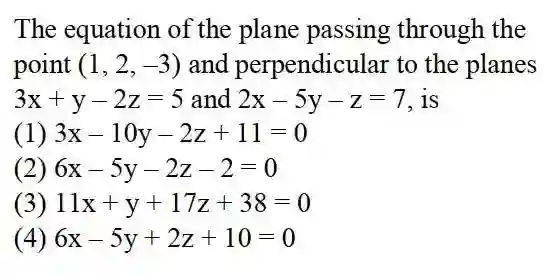 The equation of the plane passing through the
point (1, 2, –3) and perpendicular to the planes
3x + y – 2z = 5 and 2x – 5y – z = 7, is
(1) 3x – 10y – 2z + 11 = 0
(2) 6x – 5y – 2z – 2 = 0
(3) 11x + y + 17z + 38 = 0
(4) 6x – 5y + 2z + 10 = 0